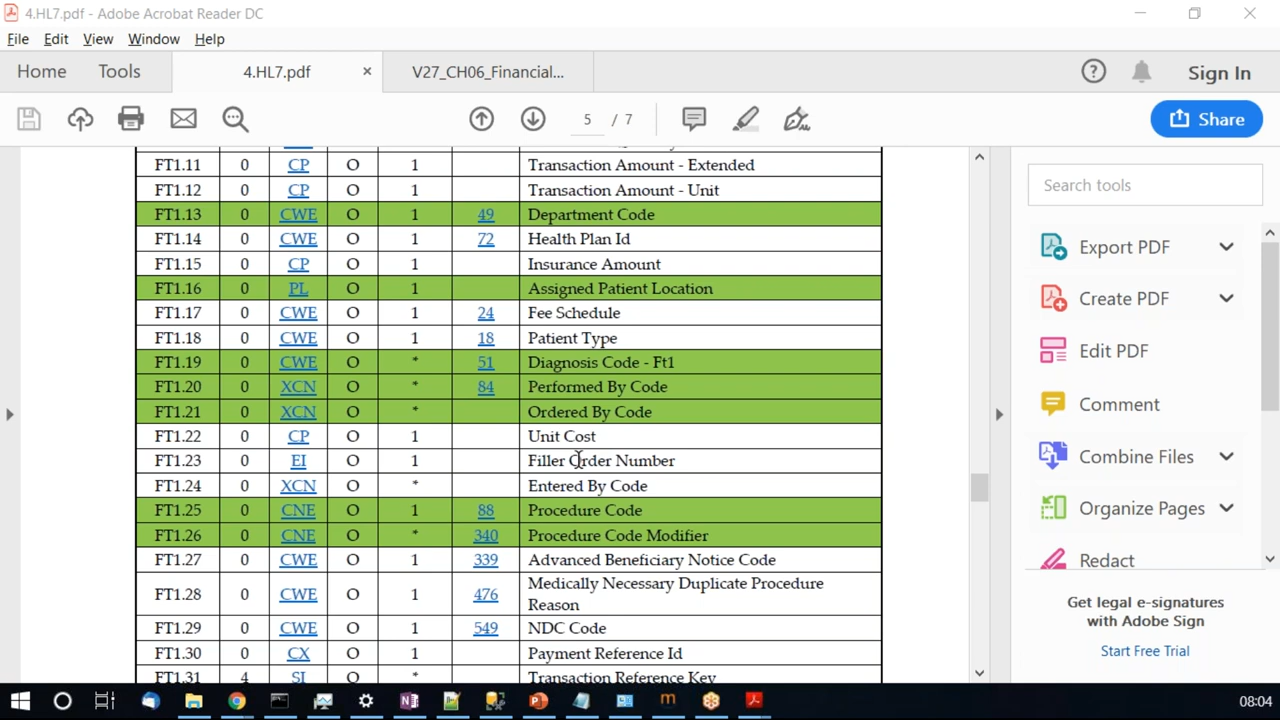 4.HL7.pdf - Adobe Acrobat Reader DC
File Edit View Window Help
Home Tools 4.HL7.pdf × V27_CH06_Financial... Sign In
5 / 7 Share
FT1.11 0 CP O 1 Transaction Amount - Extended
FT1.12 0 CP O 1 Transaction Amount - Unit
FT1.13 0 CWE O 1 49 Department Code
FT1.14 0 CWE O 1 72 Health Plan Id
FT1.15 0 CP O 1 Insurance Amount
FT1.16 0 PL O 1 Assigned Patient Location
FT1.17 0 CWE O 1 24 Fee Schedule
FT1.18 0 CWE O 1 18 Patient Type
FT1.19 0 CWE O * 51 Diagnosis Code - Ft1
FT1.20 0 XCN O * 84 Performed By Code
FT1.21 0 XCN O * Ordered By Code
FT1.22 0 CP O 1 Unit Cost
FT1.23 0 EI O 1 Filler Order Number
FT1.24 0 XCN O * Entered By Code
FT1.25 0 CNE O 1 88 Procedure Code
FT1.26 0 CNE O * 340 Procedure Code Modifier
FT1.27 0 CWE O 1 339 Advanced Beneficiary Notice Code
FT1.28 0 CWE O 1 476 Medically Necessary Duplicate Procedure
Reason
FT1.29 0 CWE O 1 549 NDC Code
FT1.30 0 CX O 1 Payment Reference Id
FT1.31 4 SI O * Transaction Reference Key
Search tools
Export PDF
Create PDF
Edit PDF
Comment
Combine Files
Organize Pages
Redact
Get legal e-signatures
with Adobe Sign
Start Free Trial
08:04